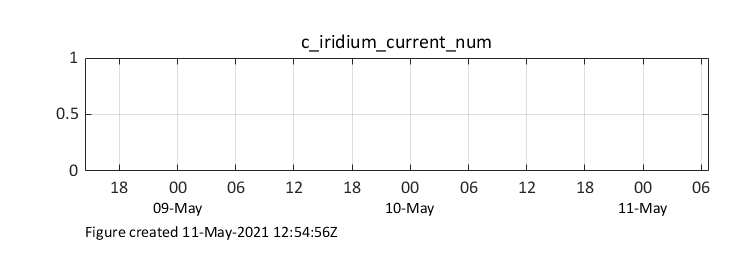 c_iridium_current_num
1
0.5
0
18 00 06 12 18 00 06 12 18 00 06
09-May 10-May 11-May
Figure created 11-May-2021 12:54:56Z